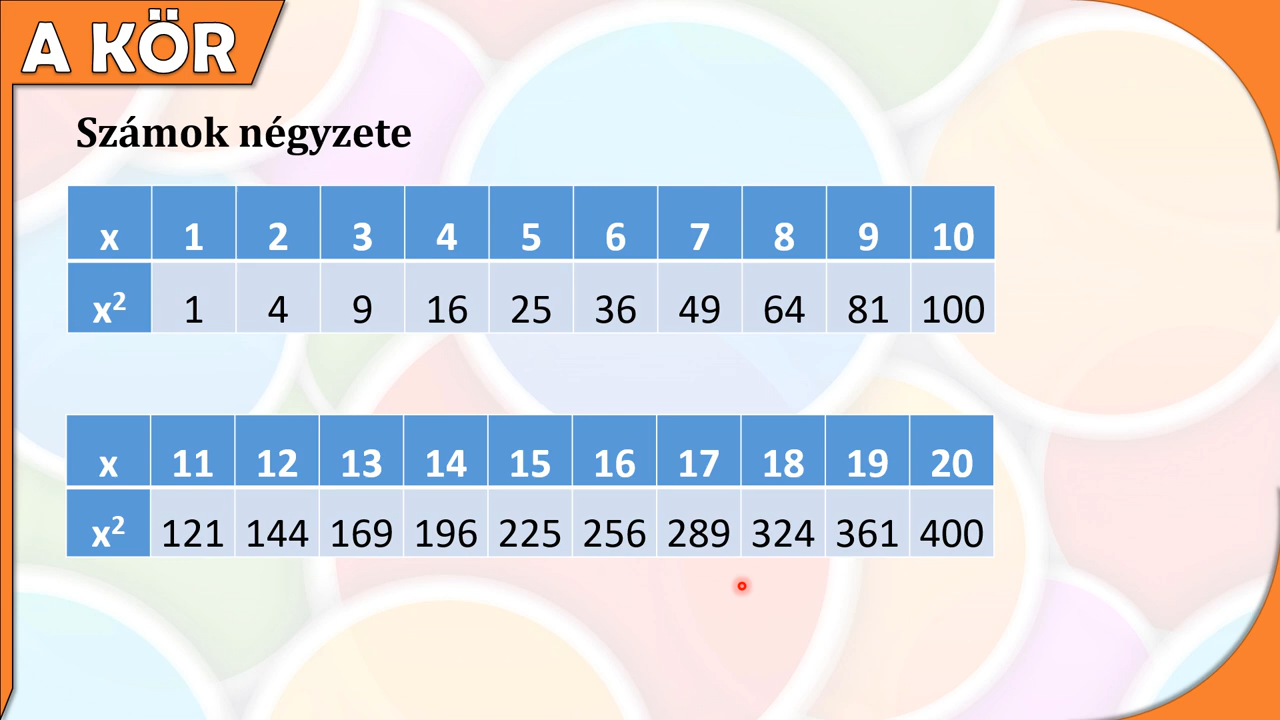 A KÖR
Számok négyzete
x 1 2 3 4 5 6 7 8 9 10
x² 1 4 9 16 25 36 49 64 81 100
x 11 12 13 14 15 16 17 18 19 20
x² 121 144 169 196 225 256 289 324 361 400